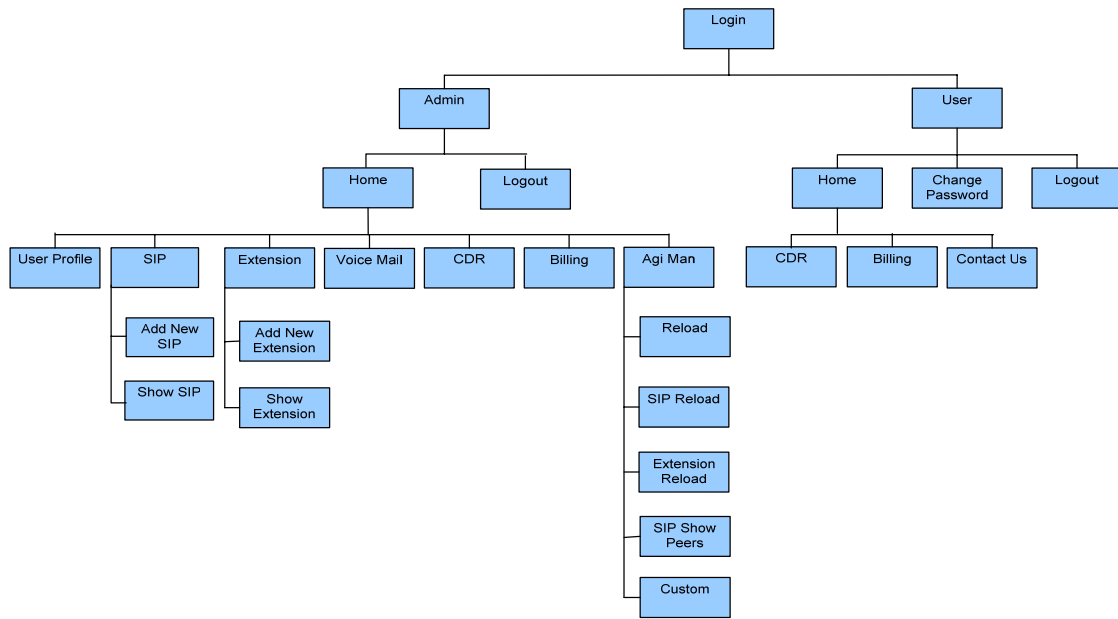 Login
Admin
User
Home
Logout
Home
Change
Password
Logout
User Profile
SIP
Extension
Voice Mail
CDR
Billing
Agi Man
CDR
Billing
Contact Us
Add New
SIP
Add New
Extension
Reload
Show SIP
Show
Extension
SIP Reload
Extension
Reload
SIP Show
Peers
Custom